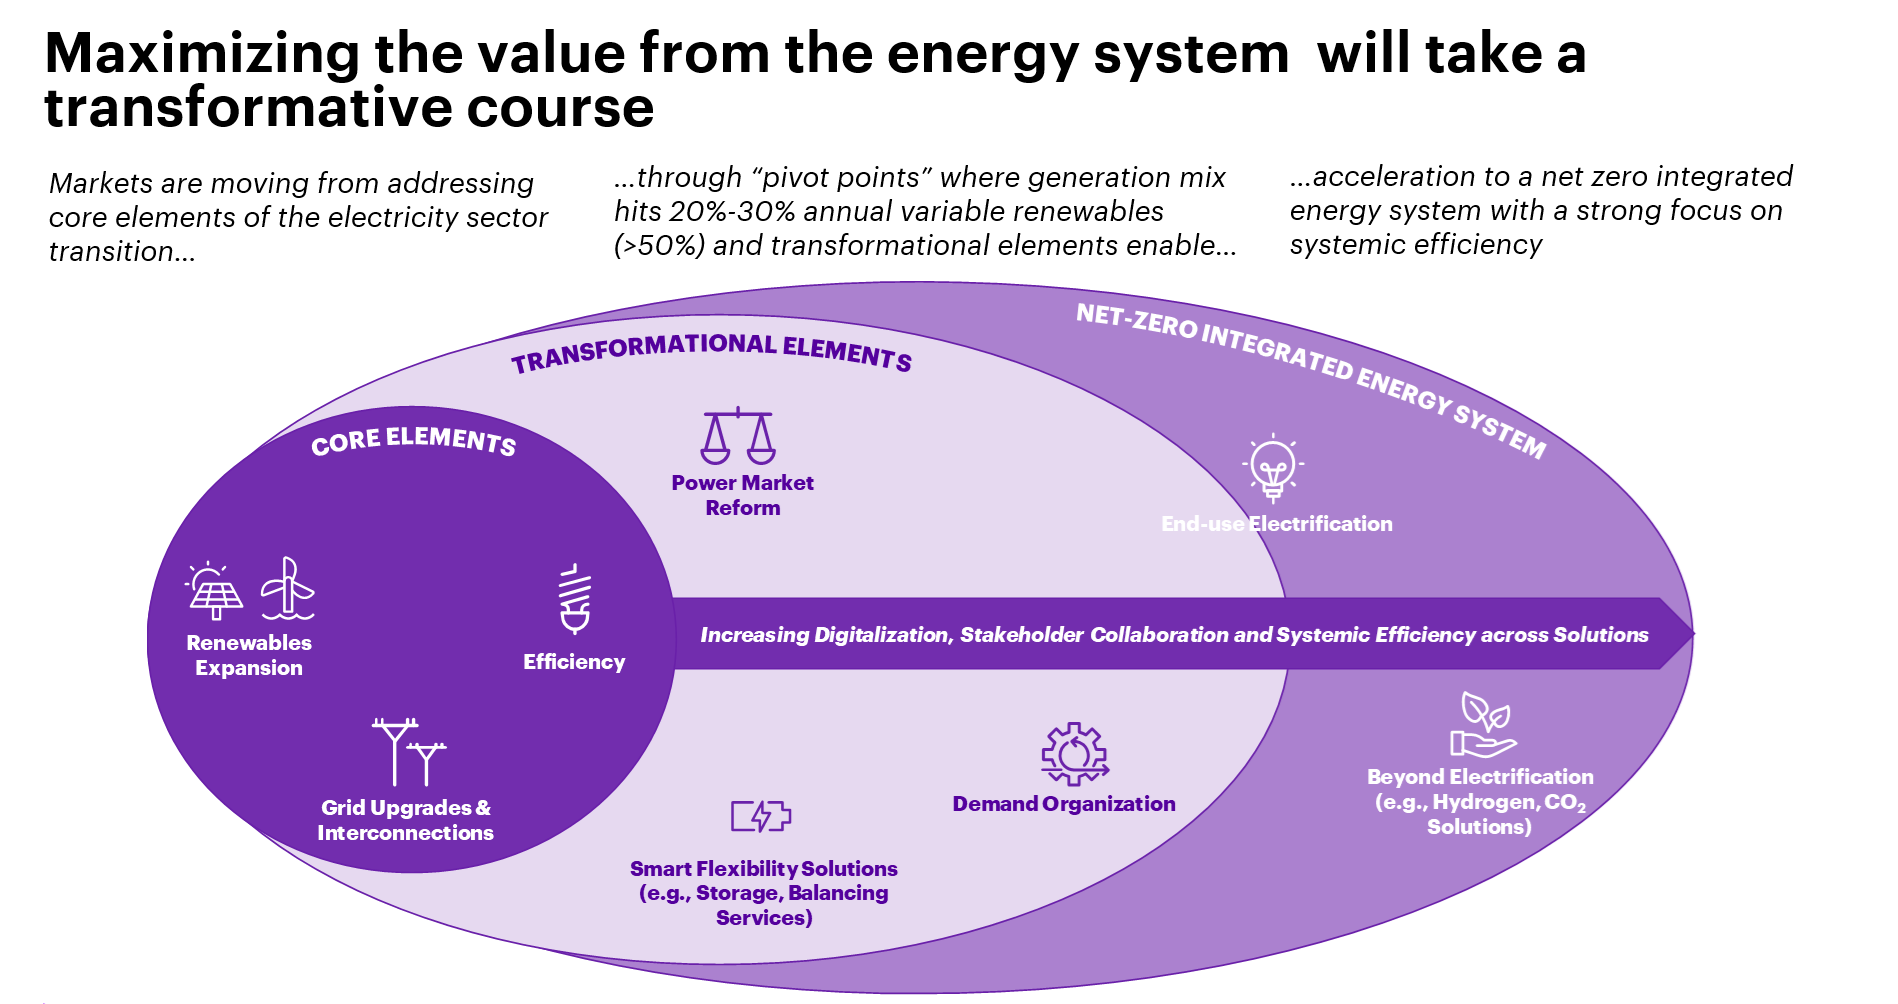 Maximizing the value from the energy system  will take a
transformative course
Markets are moving from addressing
core elements of the electricity sector
transition...
...through “pivot points” where generation mix
hits 20%-30% annual variable renewables
(>50%) and transformational elements enable...
...acceleration to a net zero integrated
energy system with a strong focus on
systemic efficiency
NET-ZERO INTEGRATED ENERGY SYSTEM
TRANSFORMATIONAL ELEMENTS
CORE ELEMENTS
Power Market
Reform
End-use Electrification
Renewables
Expansion
Efficiency
Increasing Digitalization, Stakeholder Collaboration and Systemic Efficiency across Solutions
Grid Upgrades &
Interconnections
Smart Flexibility Solutions
(e.g., Storage, Balancing
Services)
Demand Organization
Beyond Electrification
(e.g., Hydrogen, CO₂
Solutions)